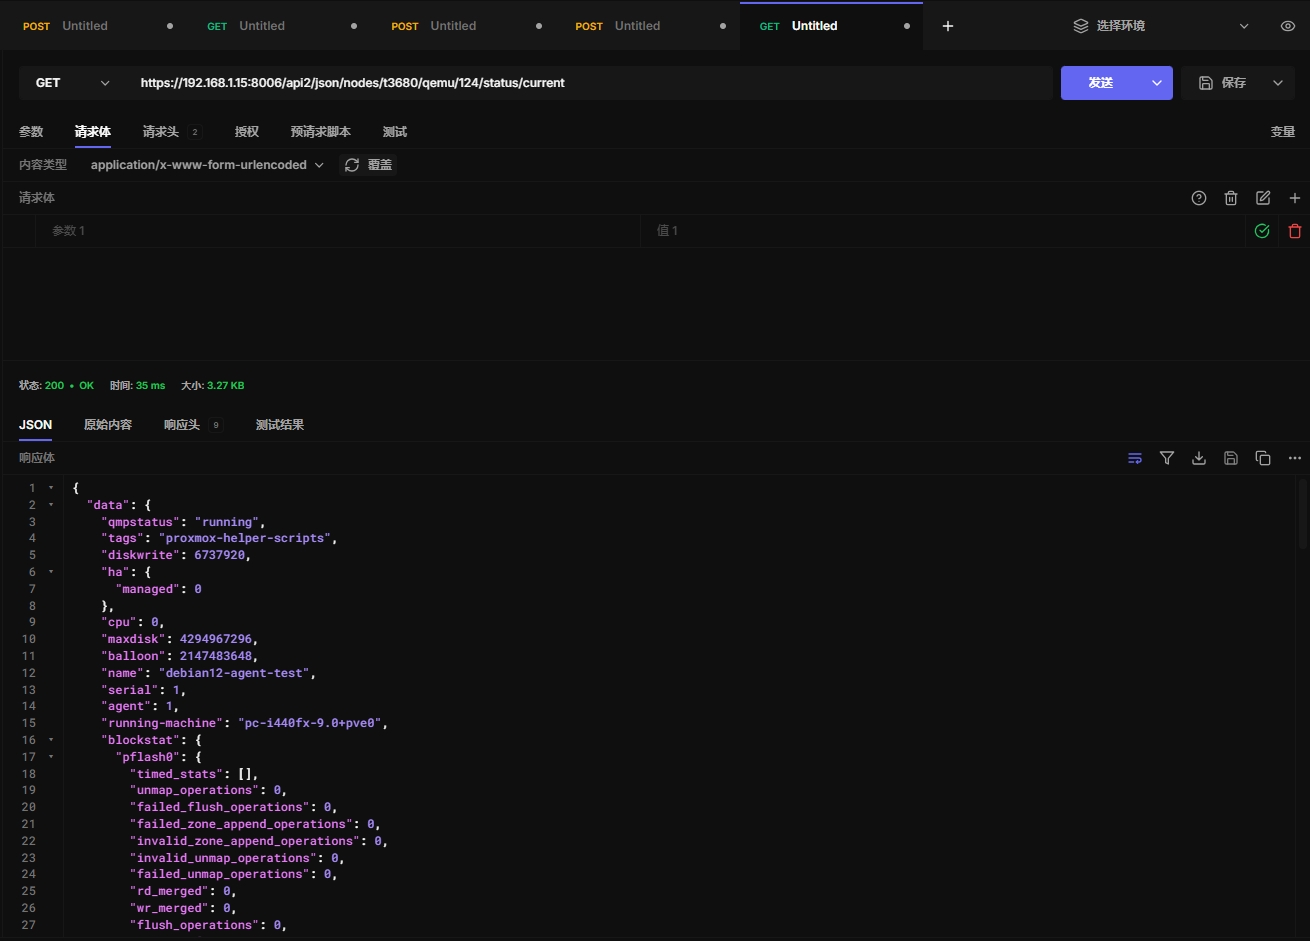 POST Untitled GET Untitled POST Untitled POST Untitled GET Untitled 选择环境
GET https://192.168.1.15:8006/api2/json/nodes/t3680/qemu/124/status/current 发送 保存
参数 请求体 请求头 2 授权 预请求脚本 测试 变量
内容类型 application/x-www-form-urlencoded 覆盖
请求体
参数 1 值 1
状态: 200 • OK 时间: 35 ms 大小: 3.27 KB
JSON 原始内容 响应头 9 测试结果
响应体
1 {
2 "data": {
3 "qmpstatus": "running",
4 "tags": "proxmox-helper-scripts",
5 "diskwrite": 6737920,
6 "ha": {
7 "managed": 0
8 },
9 "cpu": 0,
10 "maxdisk": 4294967296,
11 "balloon": 2147483648,
12 "name": "debian12-agent-test",
13 "serial": 1,
14 "agent": 1,
15 "running-machine": "pc-i440fx-9.0+pve0",
16 "blockstat": {
17 "pflash0": {
18 "timed_stats": [],
19 "unmap_operations": 0,
20 "failed_flush_operations": 0,
21 "failed_zone_append_operations": 0,
22 "invalid_zone_append_operations": 0,
23 "invalid_unmap_operations": 0,
24 "failed_unmap_operations": 0,
25 "rd_merged": 0,
26 "wr_merged": 0,
27 "flush_operations": 0,